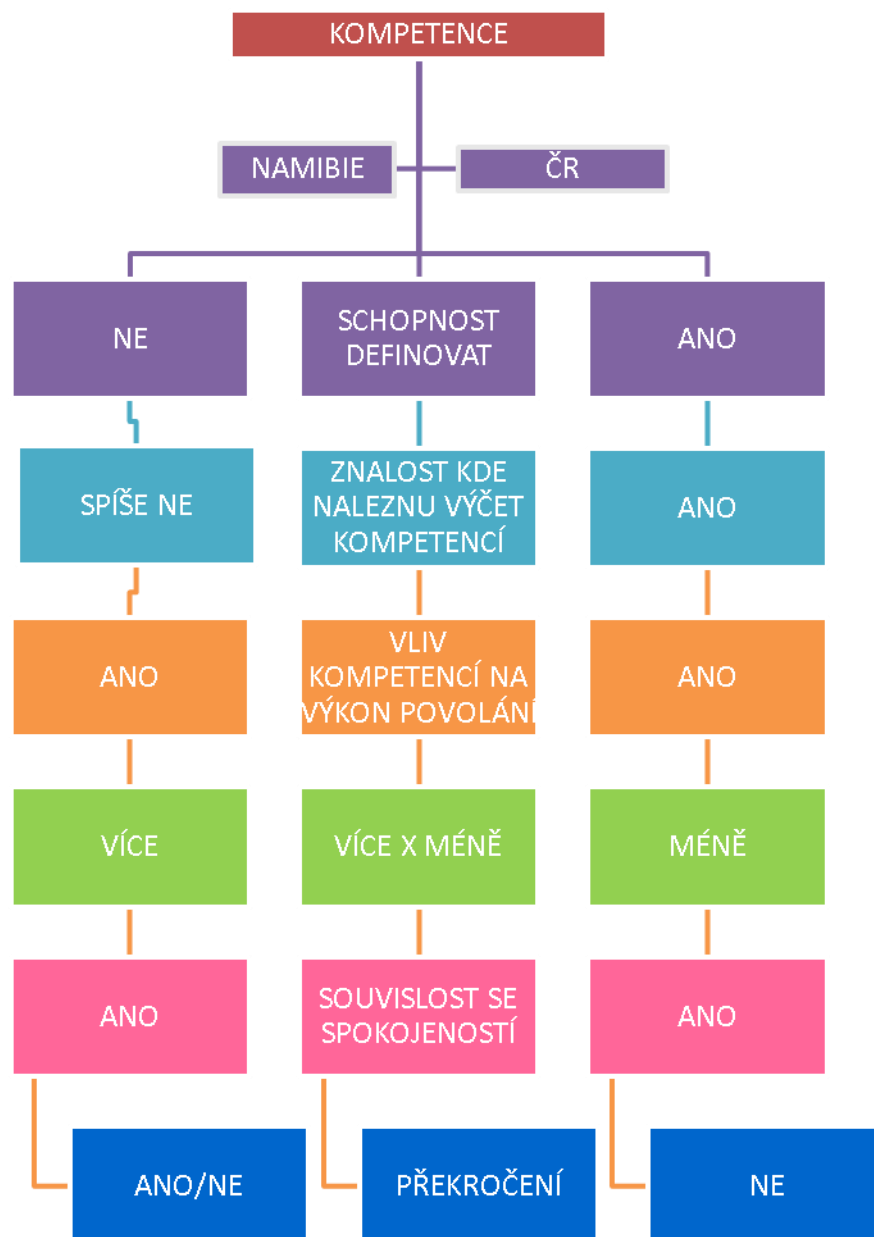 KOMPETENCE
NAMIBIE
ČR
NE
SCHOPNOST
DEFINOVAT
ANO
SPÍŠE NE
ZNALOST KDE
NALEZNU VÝČET
KOMPETENCÍ
ANO
ANO
VLIV
KOMPETENCÍ NA
VÝKON POVOLÁNÍ
ANO
VÍCE
VÍCE X MÉNĚ
MÉNĚ
ANO
SOUVISLOST SE
SPOKOJENOSTÍ
ANO
ANO/NE
PŘEKROČENÍ
NE